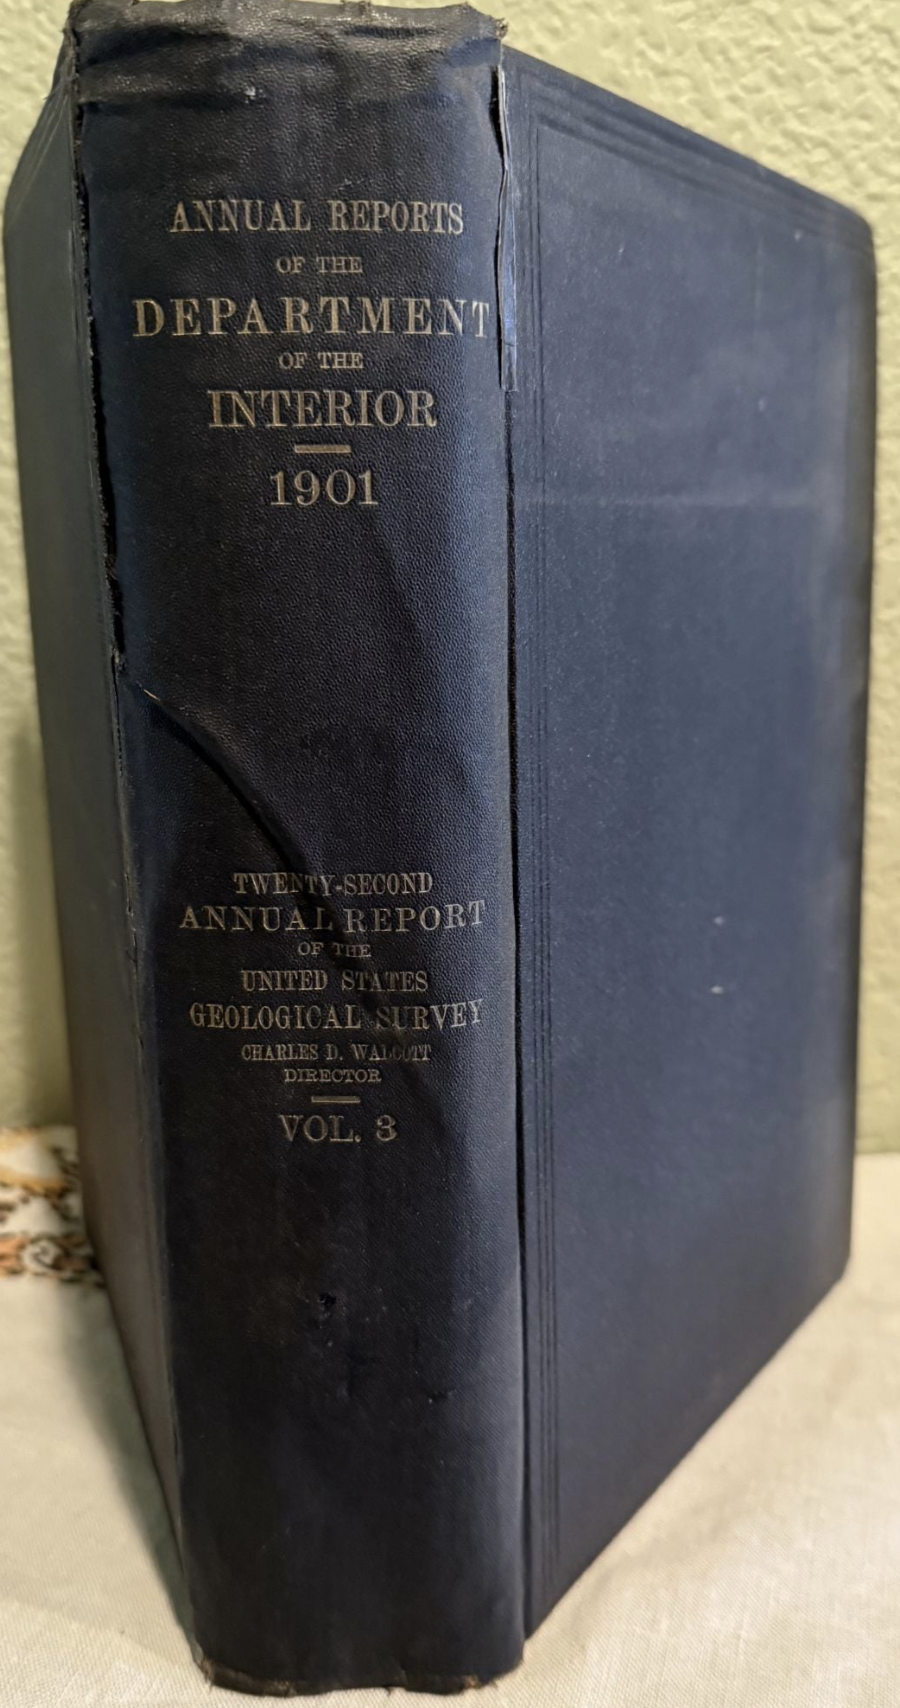 ANNUAL REPORTS
OF THE
DEPARTMENT
OF THE
INTERIOR
1901
TWENTY-SECOND
ANNUAL REPORT
OF THE
UNITED STATES
GEOLOGICAL SURVEY
CHARLES D. WALCOTT
DIRECTOR
VOL. 3